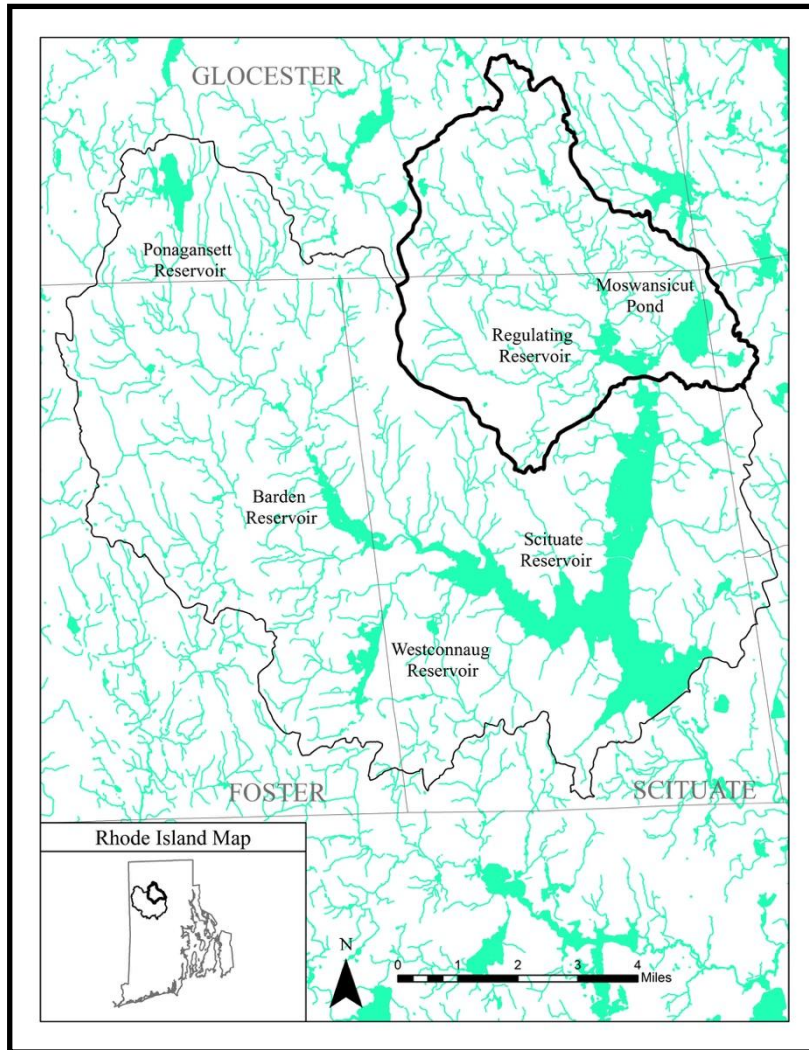 GLOCESTER
Ponagansett
Reservoir
Moswansicut
Pond
Regulating
Reservoir
Barden
Reservoir
Scituate
Reservoir
Westconnaug
Reservoir
FOSTER
SCITUATE
Rhode Island Map
N
0 1 2 3 4
Miles